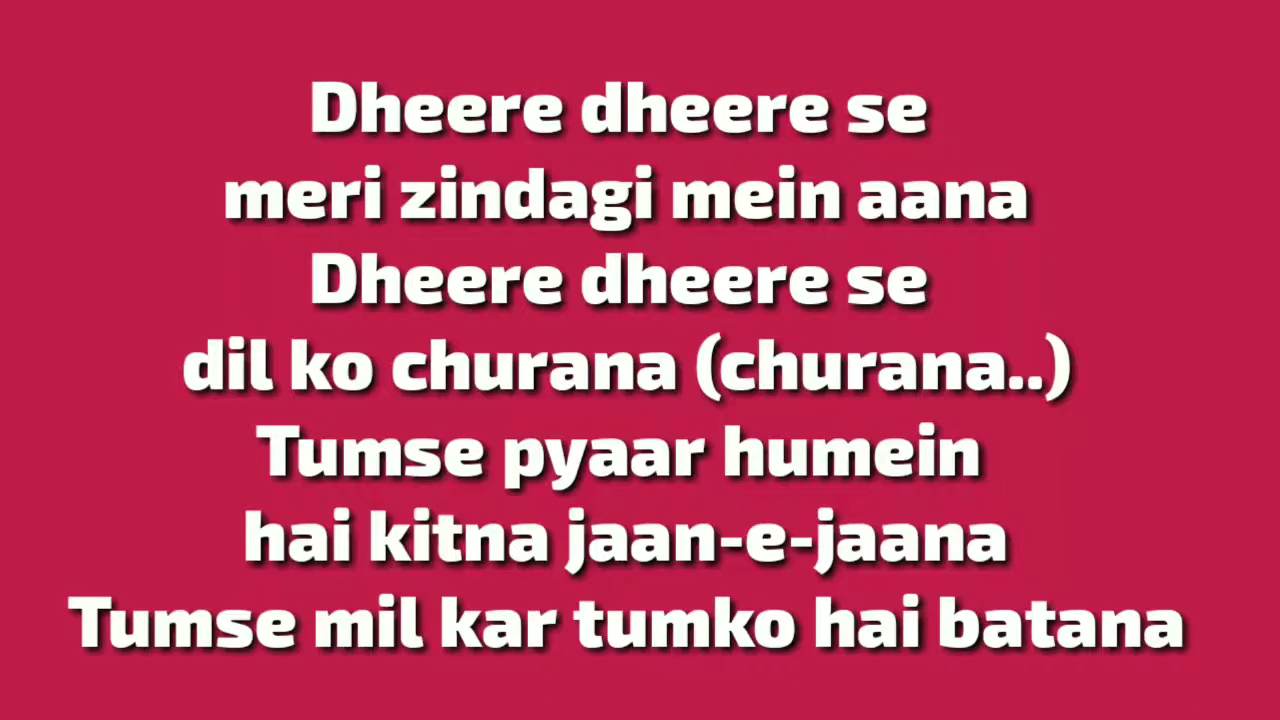 Dheere dheere se
meri zindagi mein aana
Dheere dheere se
dil ko churana (churana..)
Tumse pyaar humein
hai kitna jaan-e-jaana
Tumse mil kar tumko hai batana